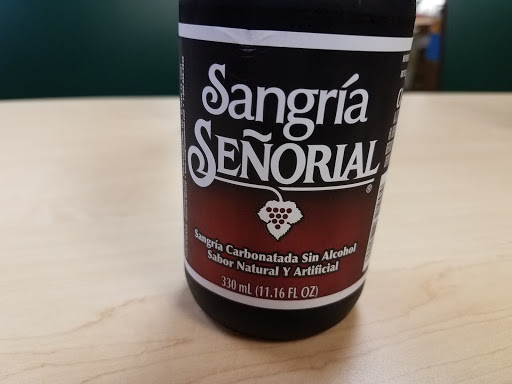 Sangría
SEÑORIAL
®
Sangría Carbonatada Sin Alcohol
Sabor Natural Y Artificial
330 mL (11.16 FL OZ)